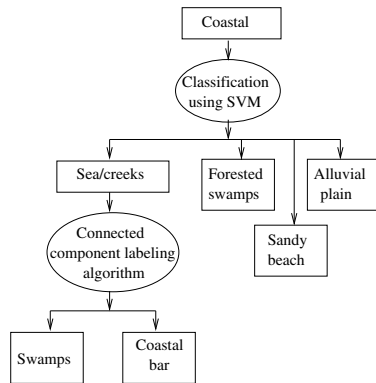 Coastal
Classification
using SVM
Sea/creeks
Forested
swamps
Alluvial
plain
Connected
component labeling
algorithm
Sandy
beach
Swamps
Coastal
bar